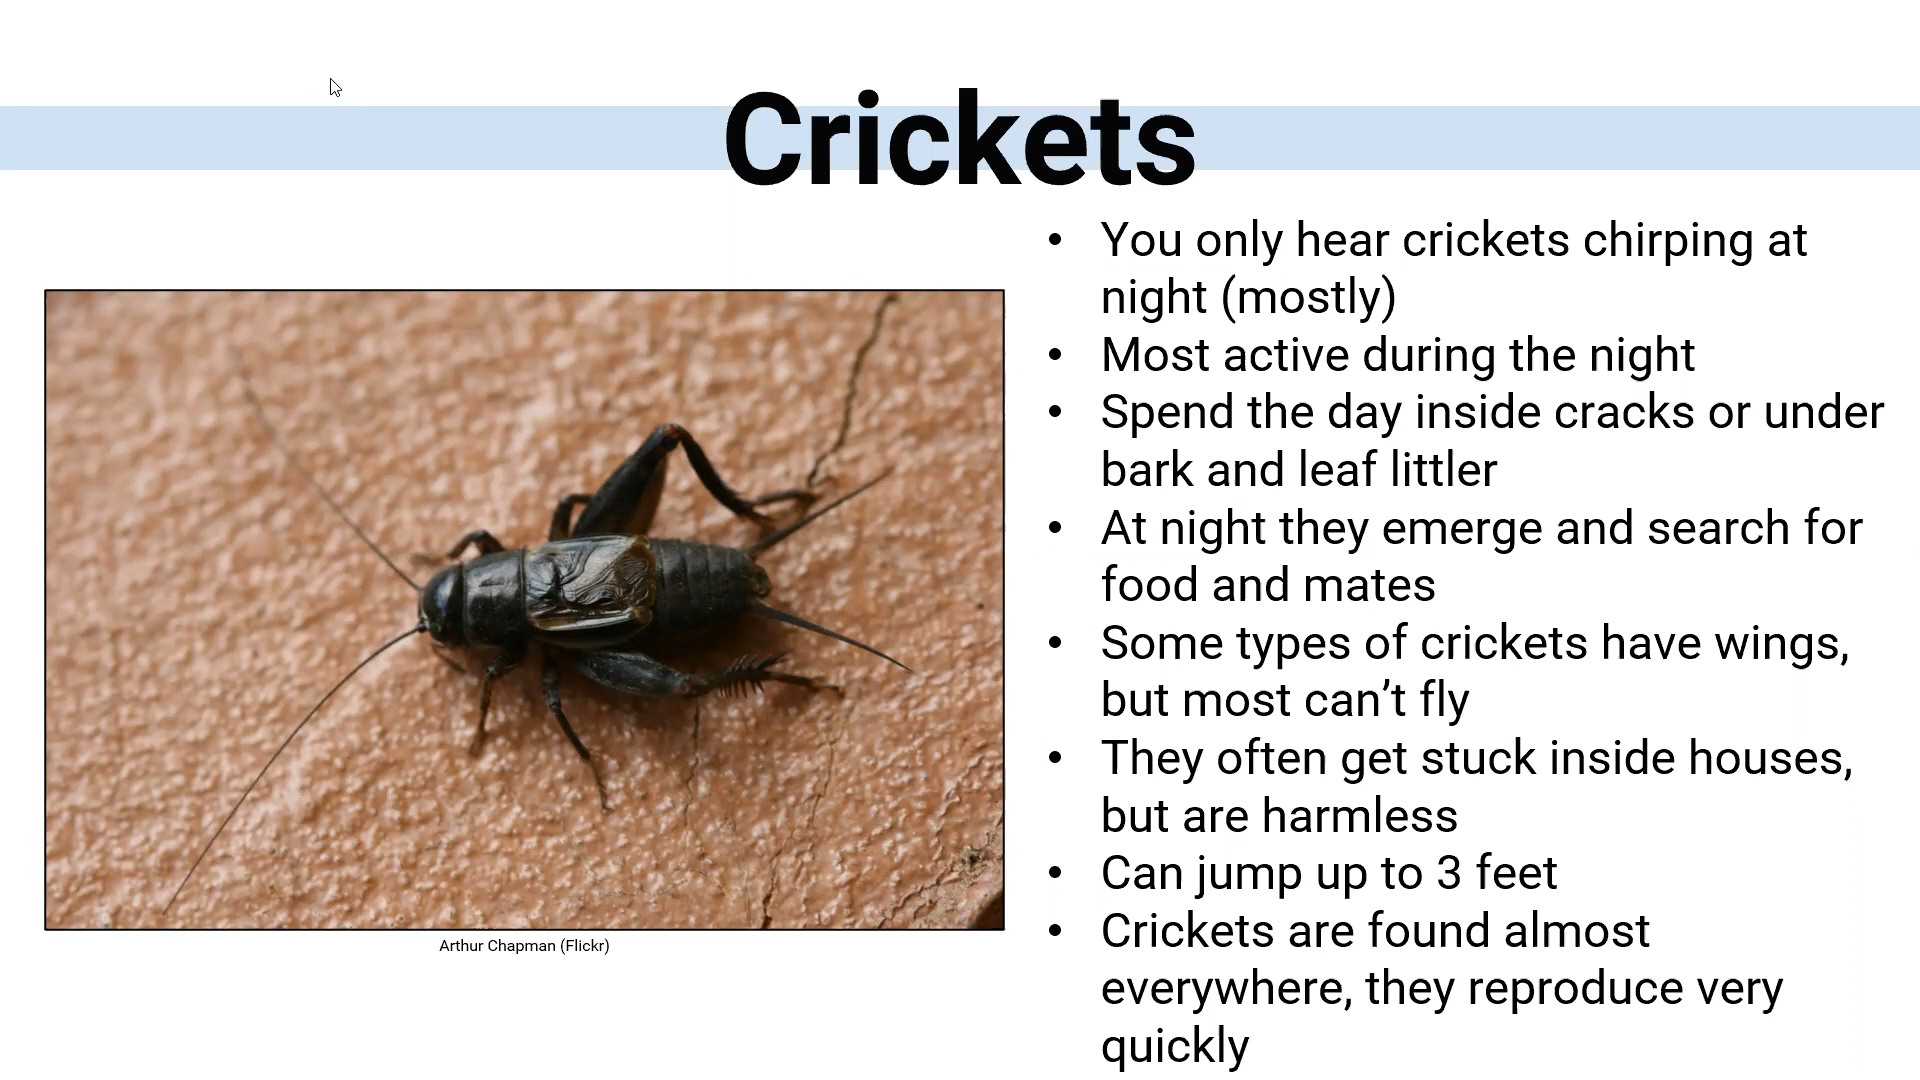 Crickets
• You only hear crickets chirping at
night (mostly)
• Most active during the night
• Spend the day inside cracks or under
bark and leaf littler
• At night they emerge and search for
food and mates
• Some types of crickets have wings,
but most can’t fly
• They often get stuck inside houses,
but are harmless
• Can jump up to 3 feet
• Crickets are found almost
everywhere, they reproduce very
quickly
Arthur Chapman (Flickr)